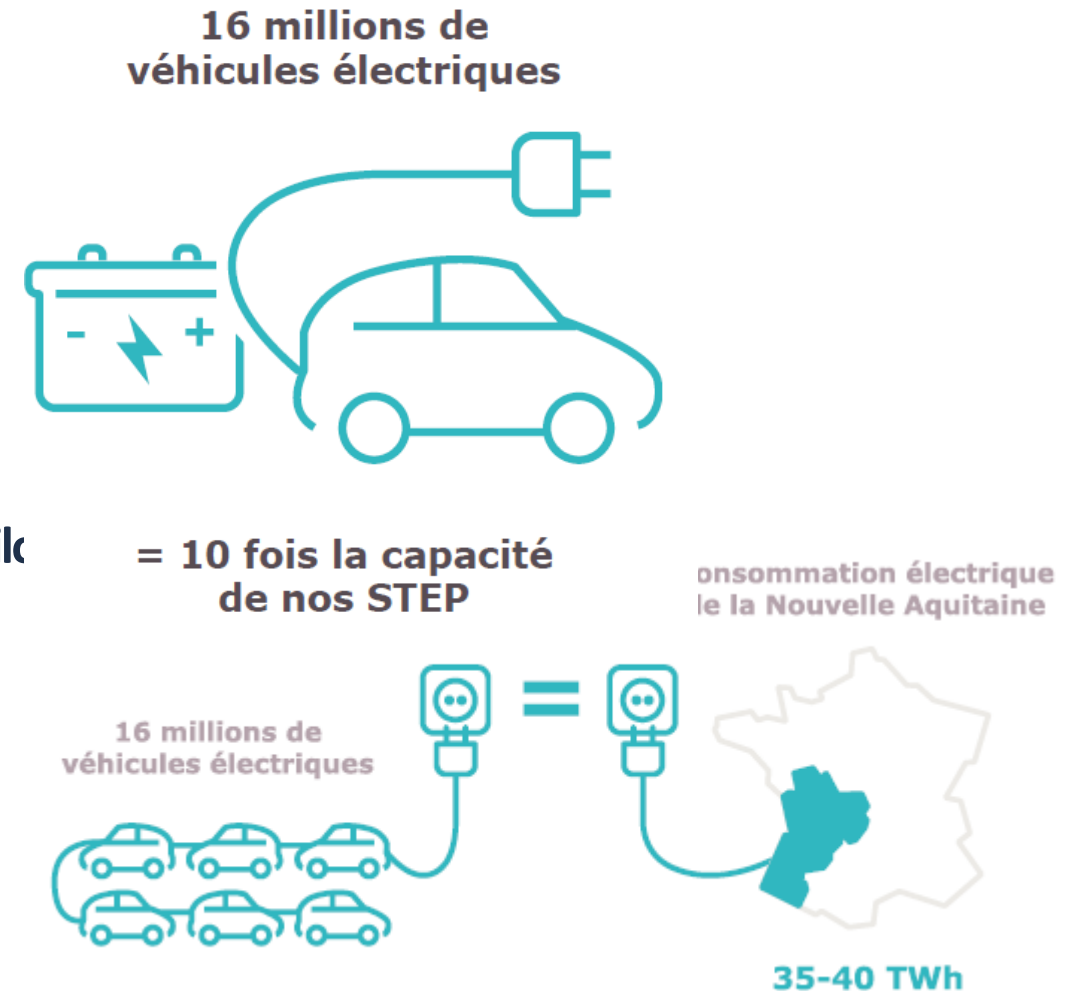 16 millions de
véhicules électriques
- +
= 10 fois la capacité
de nos STEP
onsommation électrique
de la Nouvelle Aquitaine
16 millions de
véhicules électriques
=
35-40 TWh